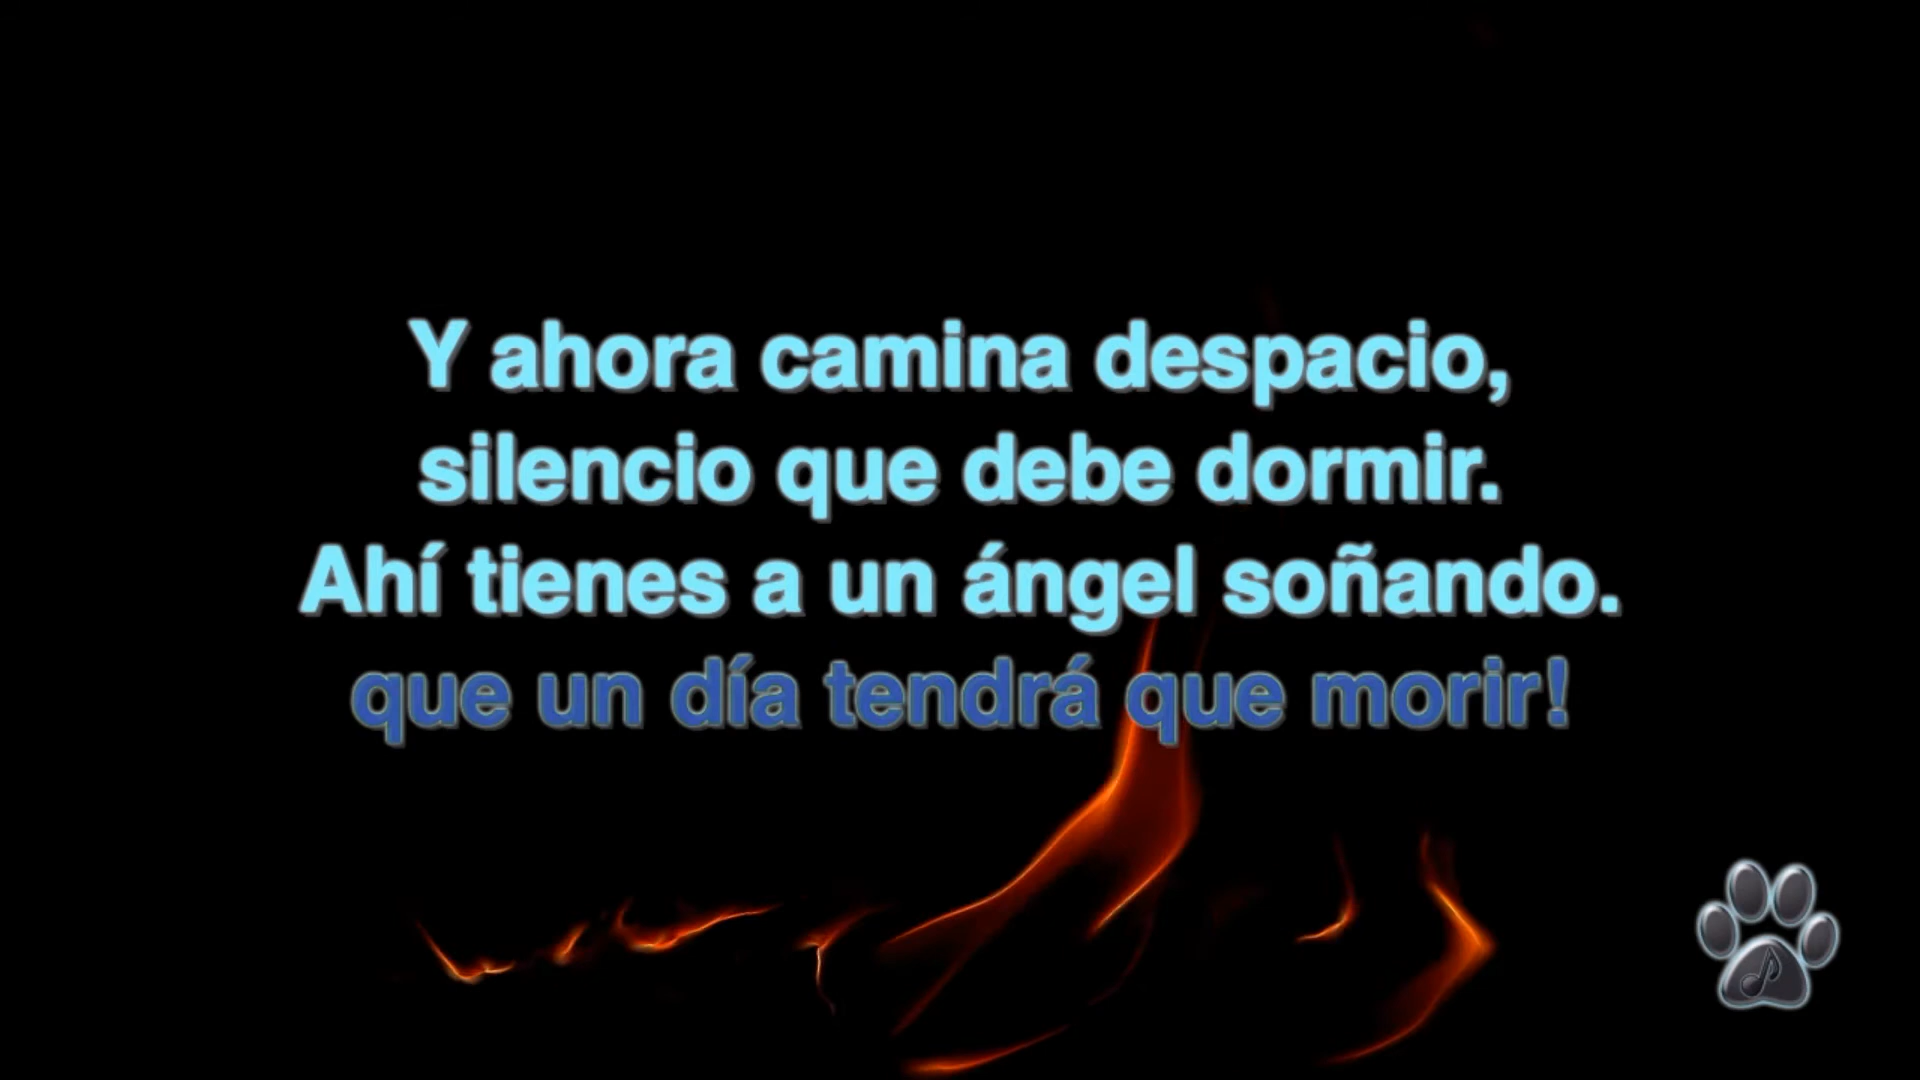 Y ahora camina despacio,
silencio que debe dormir.
Ahí tienes a un ángel soñando.
que un día tendrá que morir!